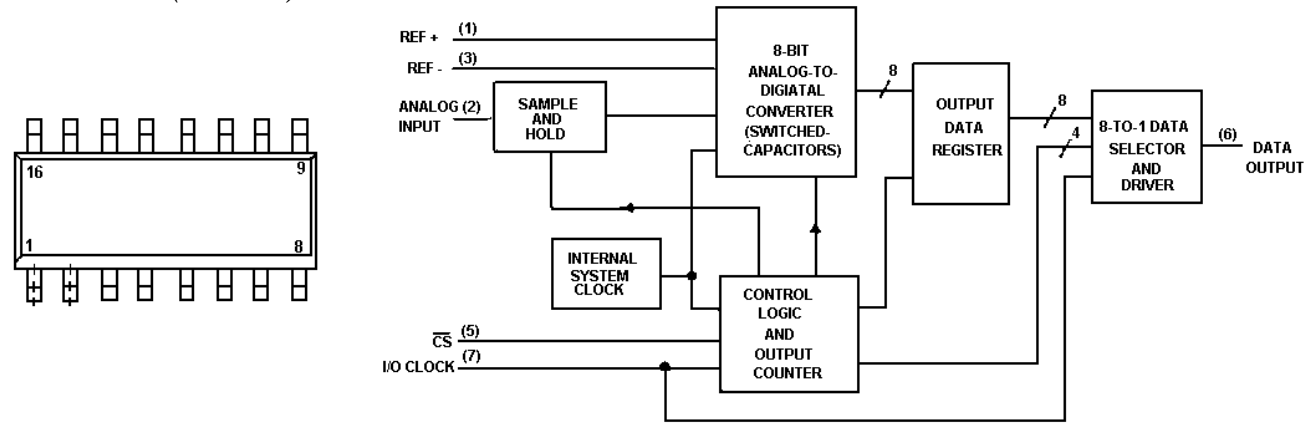 16
9
1
8
REF + (1)
REF - (3)
ANALOG (2)
INPUT
SAMPLE
AND
HOLD
8-BIT
ANALOG-TO-
DIGIATAL
CONVERTER
(SWITCHED-
CAPACITORS)
8
OUTPUT
DATA
REGISTER
8
4
8-TO-1 DATA
SELECTOR
AND
DRIVER
(6)
DATA
OUTPUT
INTERNAL
SYSTEM
CLOCK
CONTROL
LOGIC
AND
OUTPUT
COUNTER
CS (5)
I/O CLOCK (7)